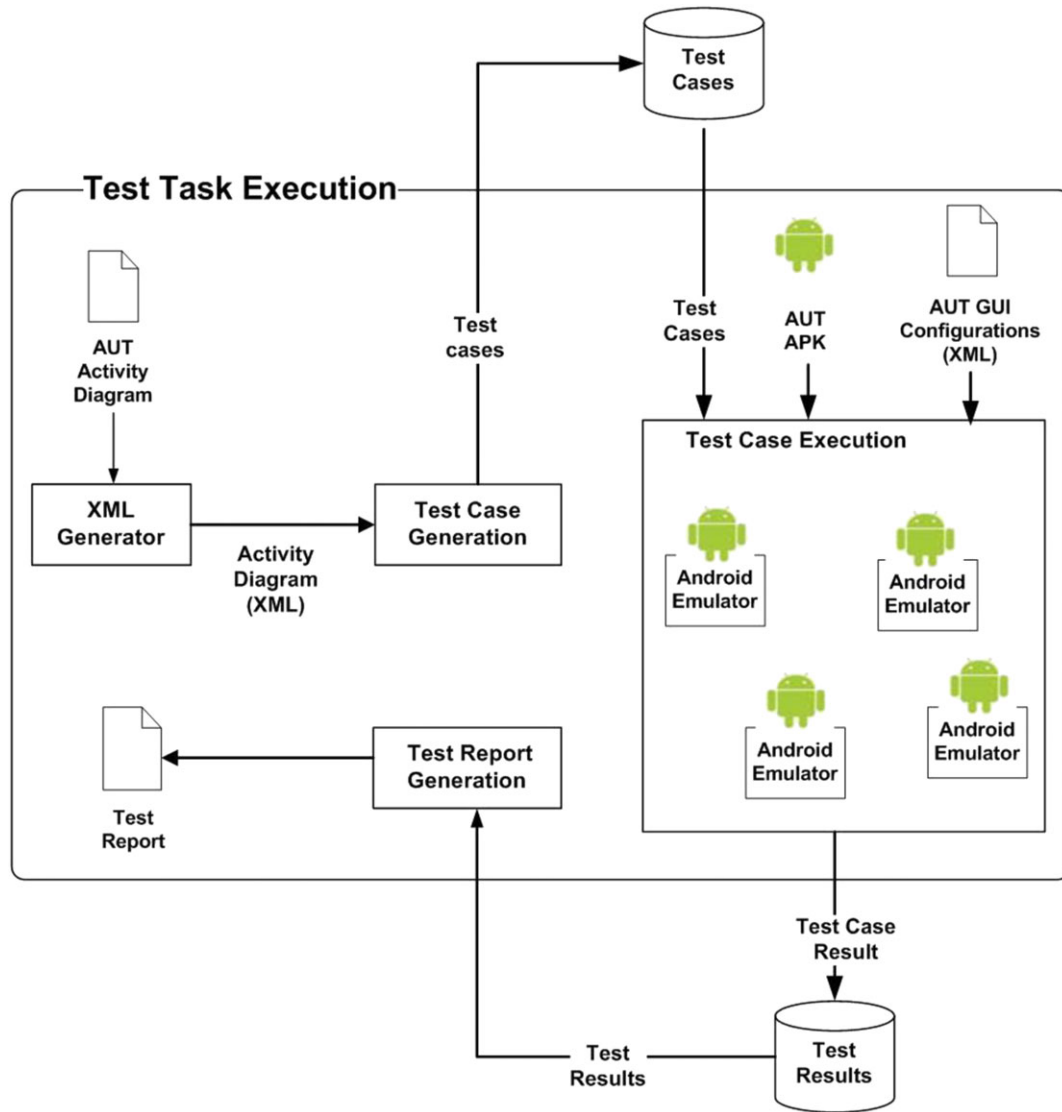 Test
Cases
Test Task Execution
AUT
Activity
Diagram
Test
cases
Test
Cases
AUT
APK
AUT GUI
Configurations
(XML)
XML
Generator
Activity
Diagram
(XML)
Test Case
Generation
Test Case Execution
Android
Emulator
Android
Emulator
Android
Emulator
Android
Emulator
Test Report
Generation
Test
Report
Test Case
Result
Test
Results
Test
Results